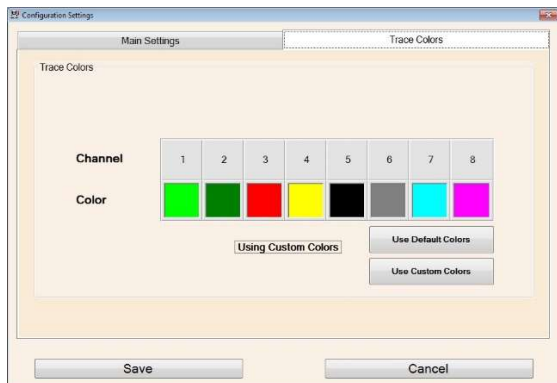 Configuration Settings
Main Settings
Trace Colors
Trace Colors
Channel 1 2 3 4 5 6 7 8
Color
Using Custom Colors
Use Default Colors
Use Custom Colors
Save
Cancel